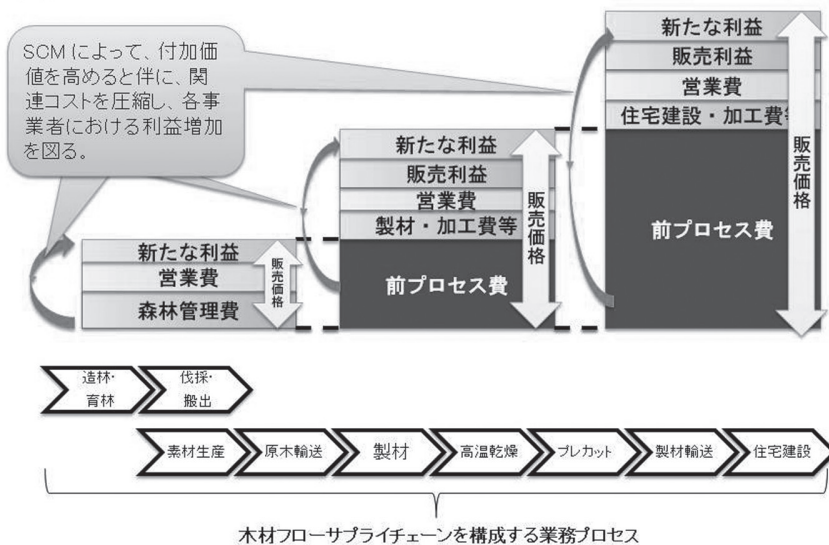 SCMによって、付加価
値を高めると伴に、関
連コストを圧縮し、各事
業者における利益増加
を図る。
新たな利益
営業費
森林管理費
販売価格
新たな利益
販売利益
営業費
製材・加工費等
前プロセス費
販売価格
新たな利益
販売利益
営業費
住宅建設・加工費等
前プロセス費
販売価格
造林・
育林
伐採・
搬出
素材生産
原木輸送
製材
高温乾燥
プレカット
製材輸送
住宅建設
木材フローサプライチェーンを構成する業務プロセス